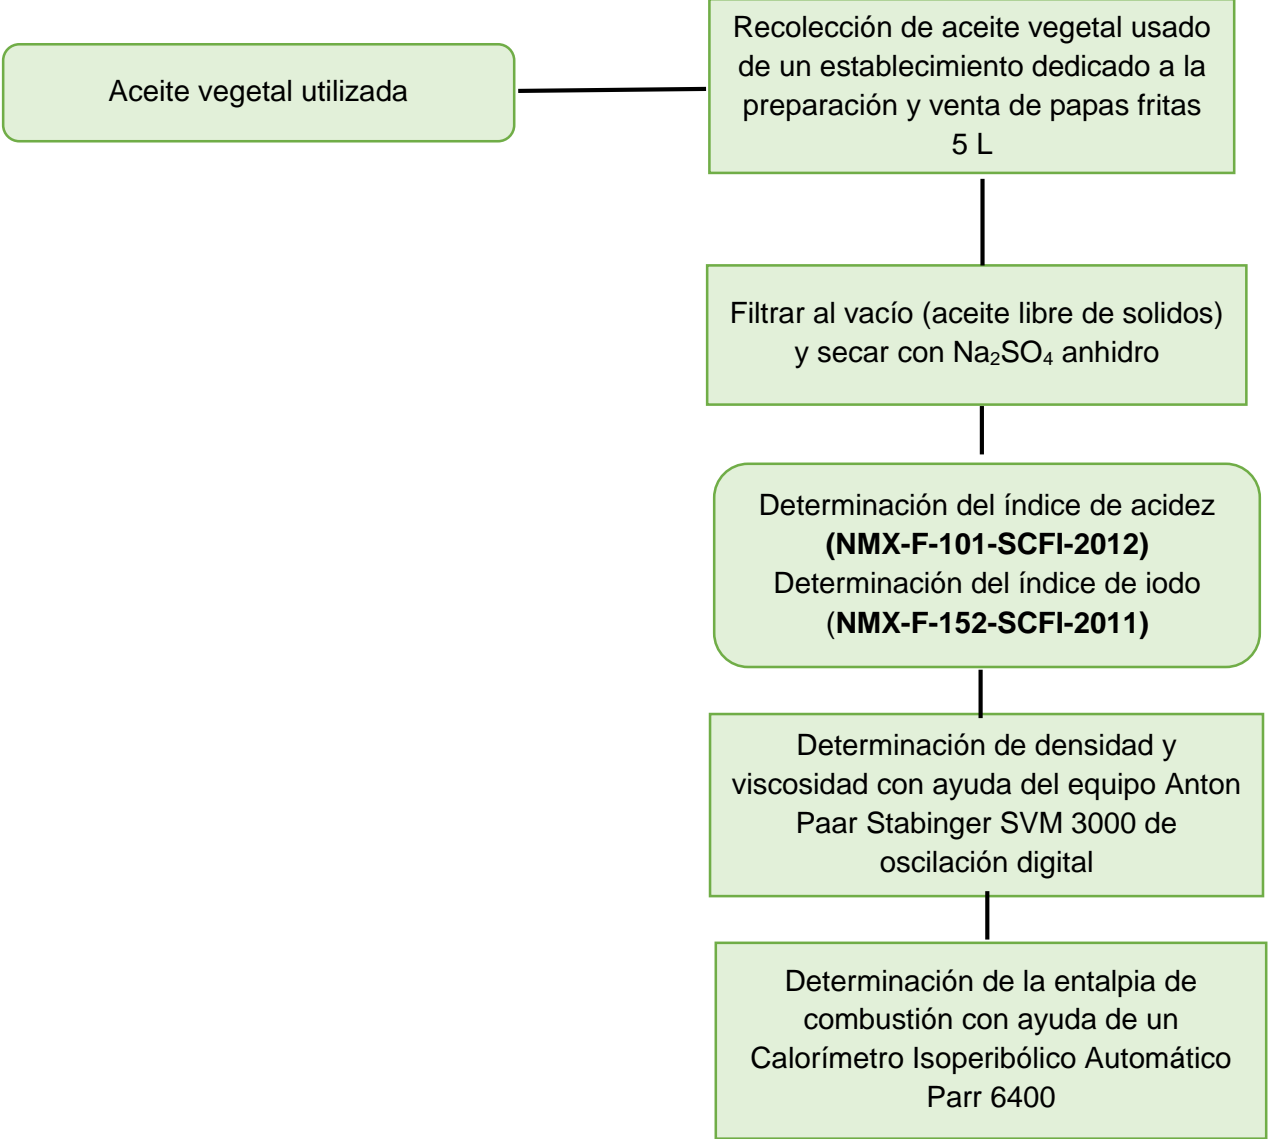 Aceite vegetal utilizada
Recolección de aceite vegetal usado
de un establecimiento dedicado a la
preparación y venta de papas fritas
5 L
Filtrar al vacío (aceite libre de solidos)
y secar con Na₂SO₄ anhidro
Determinación del índice de acidez
(NMX-F-101-SCFI-2012)
Determinación del índice de iodo
(NMX-F-152-SCFI-2011)
Determinación de densidad y
viscosidad con ayuda del equipo Anton
Paar Stabinger SVM 3000 de
oscilación digital
Determinación de la entalpia de
combustión con ayuda de un
Calorímetro Isoperibólico Automático
Parr 6400